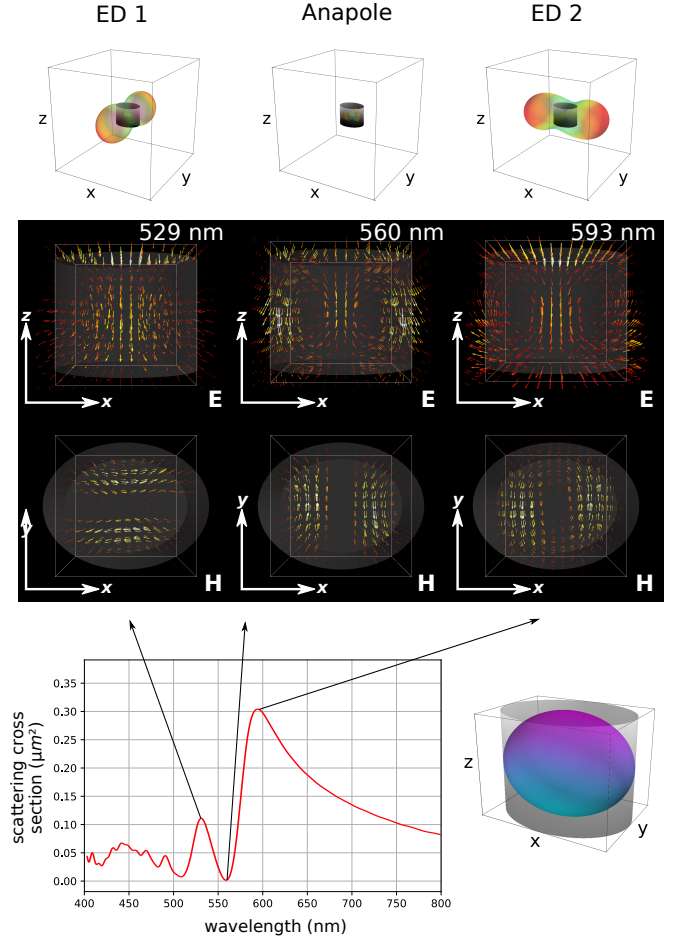 ED 1 Anapole ED 2
z x y z x y z x y
529 nm 560 nm 593 nm
z x E z x E z x E
y x H y x H y x H
scattering cross
section (μm²)
0.35
0.30
0.25
0.20
0.15
0.10
0.05
0.00
400 450 500 550 600 650 700 750 800
wavelength (nm)
z x y